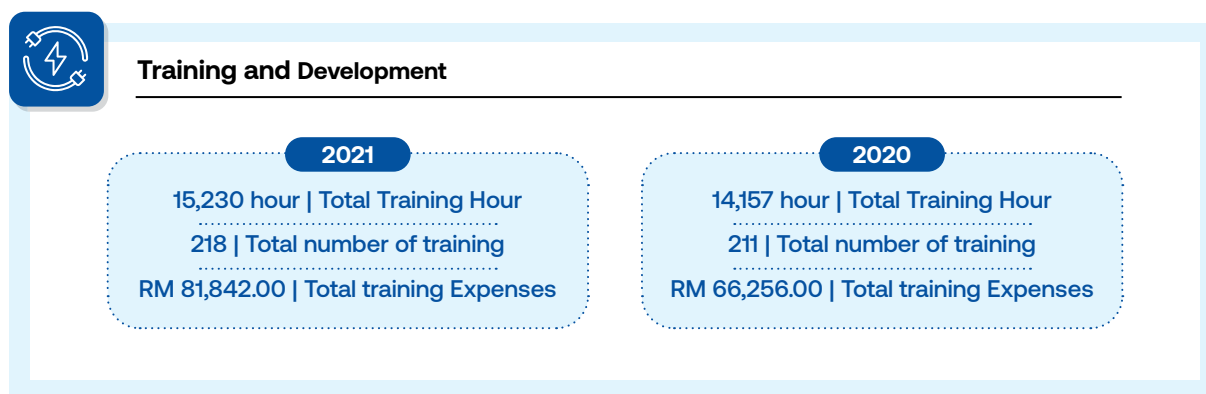 Training and Development
2021
15,230 hour | Total Training Hour
218 | Total number of training
RM 81,842.00 | Total training Expenses
2020
14,157 hour | Total Training Hour
211 | Total number of training
RM 66,256.00 | Total training Expenses